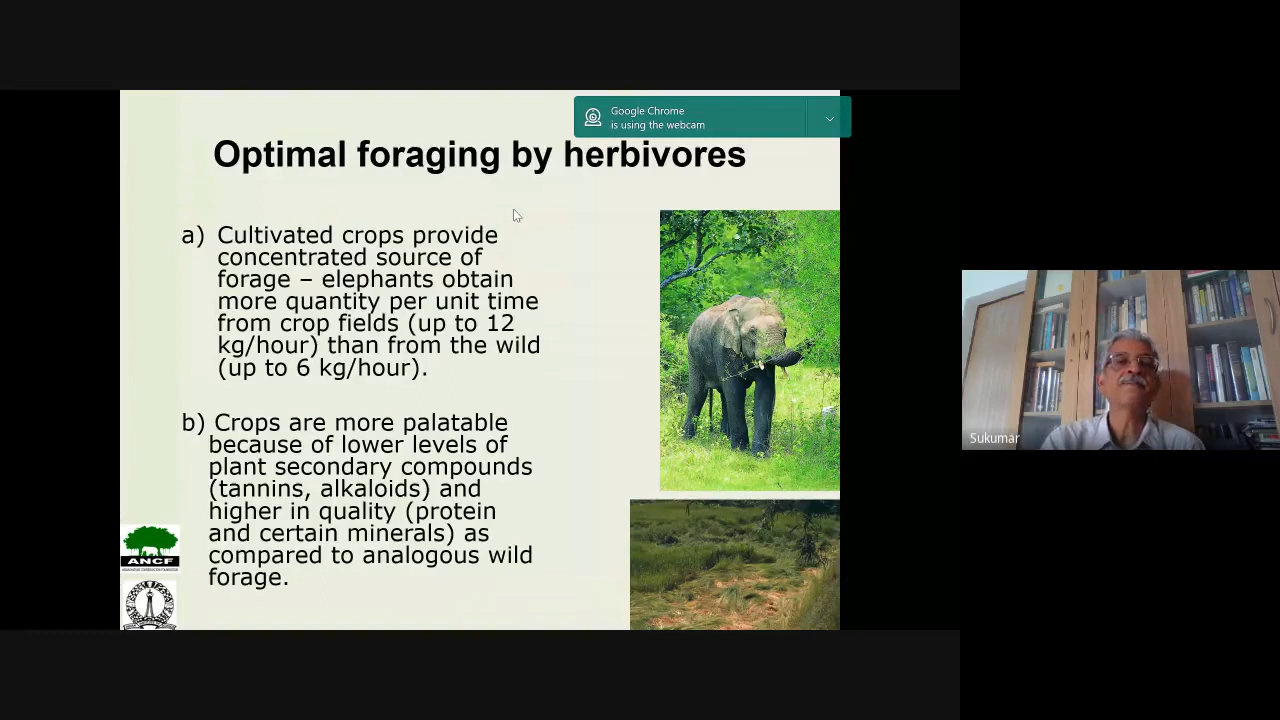 Google Chrome
is using the webcam
Optimal foraging by herbivores
a) Cultivated crops provide
concentrated source of
forage – elephants obtain
more quantity per unit time
from crop fields (up to 12
kg/hour) than from the wild
(up to 6 kg/hour).
b) Crops are more palatable
because of lower levels of
plant secondary compounds
(tannins, alkaloids) and
higher in quality (protein
and certain minerals) as
compared to analogous wild
forage.
ANCF
Sukumar